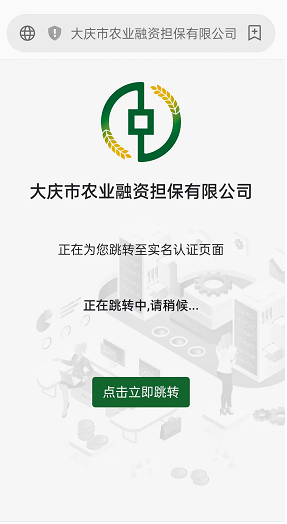 大庆市农业融资担保有限公司
大庆市农业融资担保有限公司
正在为您跳转至实名认证页面
正在跳转中,请稍候...
点击立即跳转